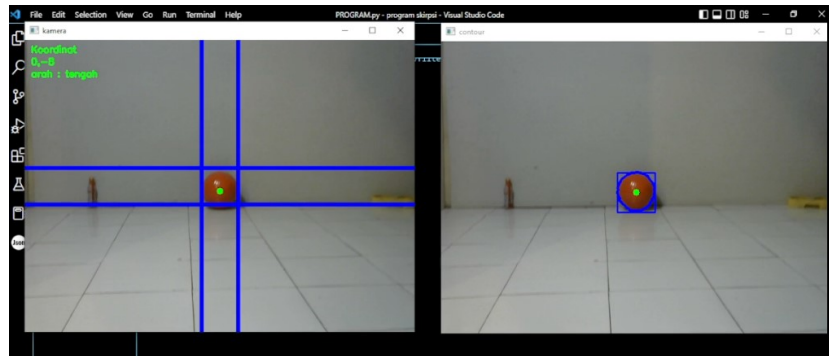 File Edit Selection View Go Run Terminal Help
PROGRAM.py - program skirpsi - Visual Studio Code
kamera
Koordinat
0,-8
arah : tengah
contour
Json